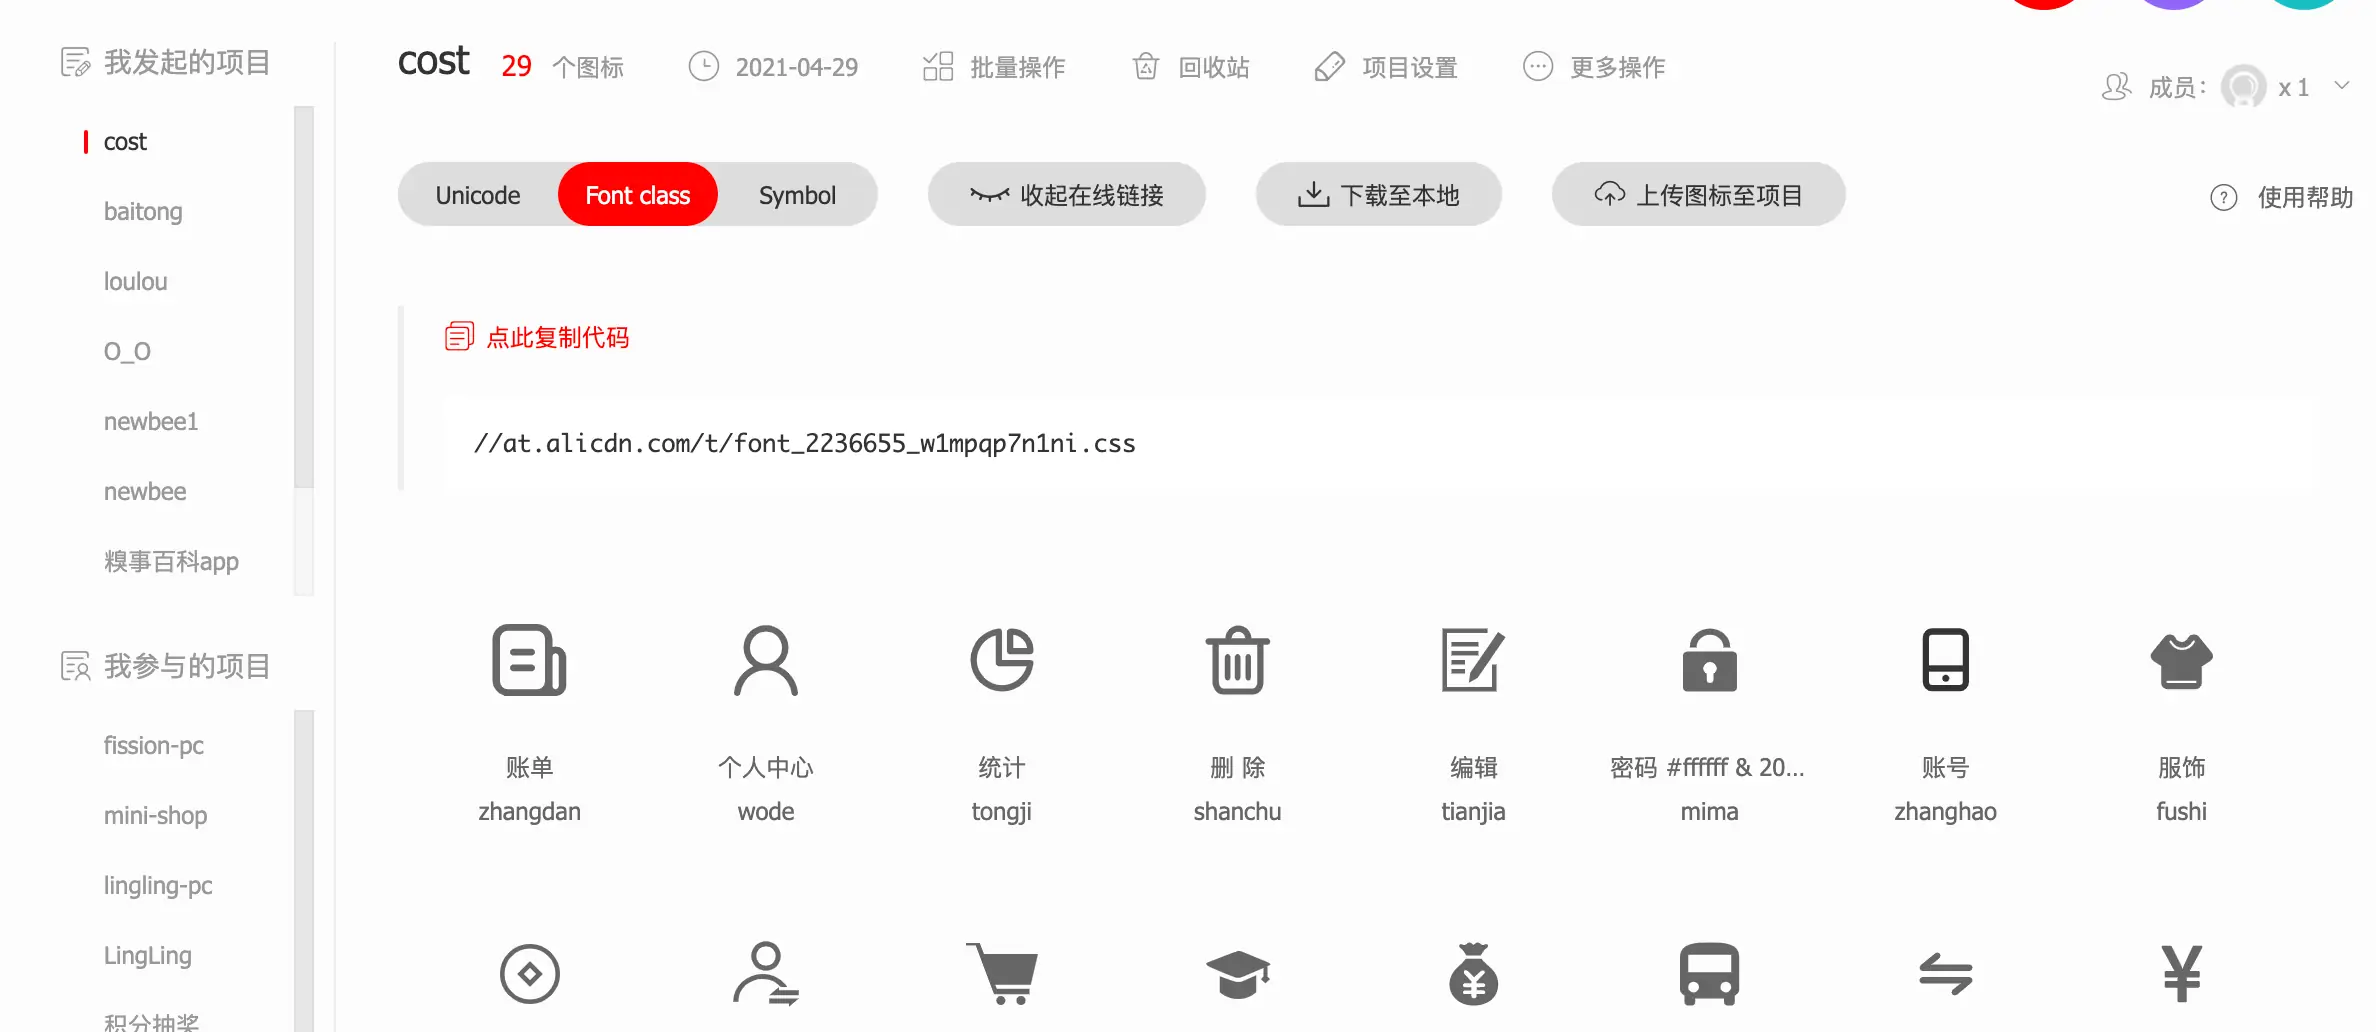 我发起的项目
cost
baitong
loulou
O_O
newbee1
newbee
糗事百科app
我参与的项目
fission-pc
mini-shop
lingling-pc
LingLing
积分抽奖
cost 29 个图标 2021-04-29 批量操作 回收站 项目设置 更多操作
成员: x 1
Unicode Font class Symbol 收起在线链接 下载至本地 上传图标至项目 使用帮助
点此复制代码
//at.alicdn.com/t/font_2236655_w1mpqp7n1ni.css
账单 个人中心 统计 删 除 编辑 密码 #ffffff & 20... 账号 服饰
zhangdan wode tongji shanchu tianjia mima zhanghao fushi